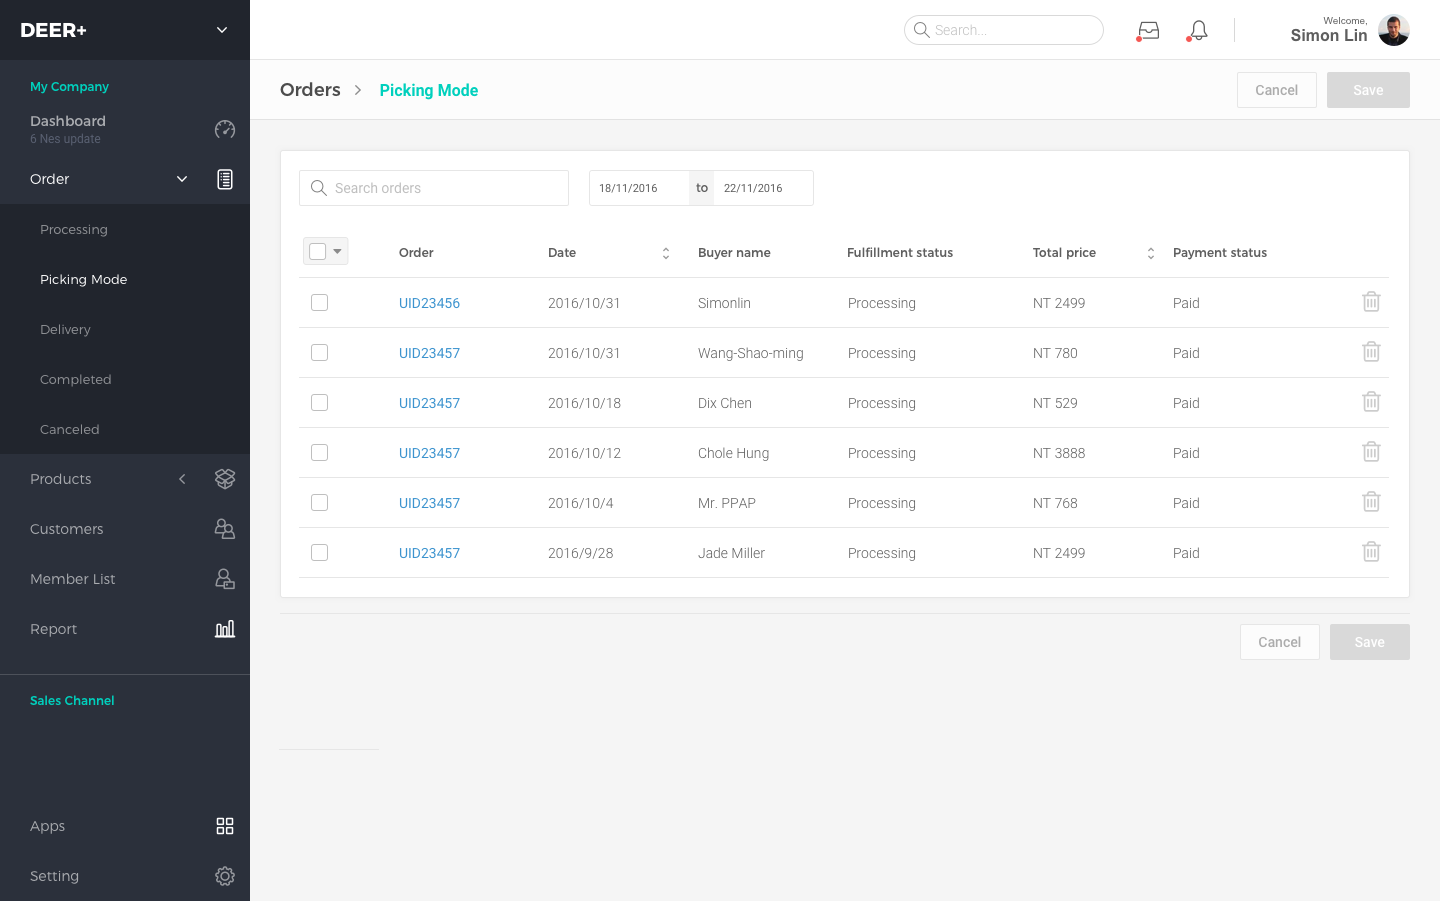 DEER+
Search...
Welcome,
Simon Lin
My Company
Dashboard
6 Nes update
Order
Processing
Picking Mode
Delivery
Completed
Canceled
Products
Customers
Member List
Report
Sales Channel
Apps
Setting
Orders > Picking Mode
Cancel Save
Search orders
18/11/2016 to 22/11/2016
Order Date Buyer name Fulfillment status Total price Payment status
UID23456 2016/10/31 Simonlin Processing NT 2499 Paid
UID23457 2016/10/31 Wang-Shao-ming Processing NT 780 Paid
UID23457 2016/10/18 Dix Chen Processing NT 529 Paid
UID23457 2016/10/12 Chole Hung Processing NT 3888 Paid
UID23457 2016/10/4 Mr. PPAP Processing NT 768 Paid
UID23457 2016/9/28 Jade Miller Processing NT 2499 Paid
Cancel Save